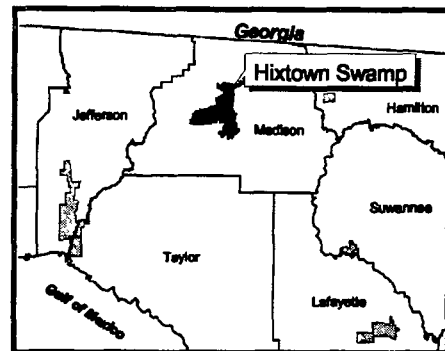 Georgia
Hixtown Swamp
Jefferson
Hamilton
Madison
Suwannee
Taylor
Gulf of Mexico
Lafayette